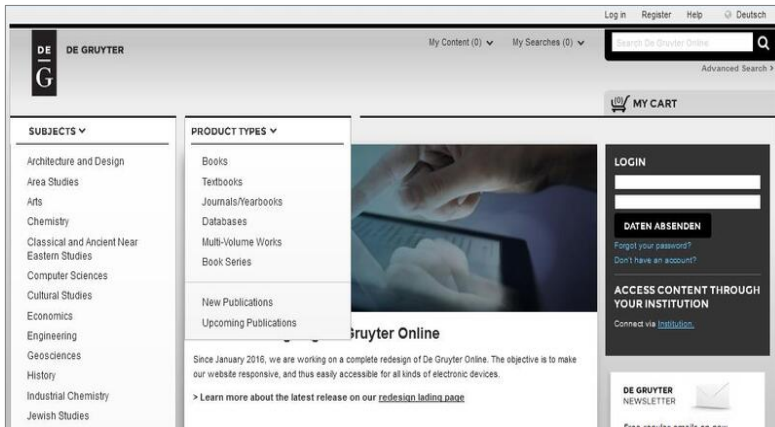 Log in Register Help Deutsch
DE G
DE GRUYTER
My Content (0) My Searches (0)
Search De Gruyter Online
Advanced Search >
(0) MY CART
SUBJECTS
Architecture and Design
Area Studies
Arts
Chemistry
Classical and Ancient Near
Eastern Studies
Computer Sciences
Cultural Studies
Economics
Engineering
Geosciences
History
Industrial Chemistry
Jewish Studies
PRODUCT TYPES
Books
Textbooks
Journals/Yearbooks
Databases
Multi-Volume Works
Book Series
New Publications
Upcoming Publications
Gruyter Online
Since January 2016, we are working on a complete redesign of De Gruyter Online. The objective is to make
our website responsive, and thus easily accessible for all kinds of electronic devices.
> Learn more about the latest release on our redesign lading page
LOGIN
DATEN ABSENDEN
Forgot your password?
Don't have an account?
ACCESS CONTENT THROUGH
YOUR INSTITUTION
Connect via Institution.
DE GRUYTER
NEWSLETTER